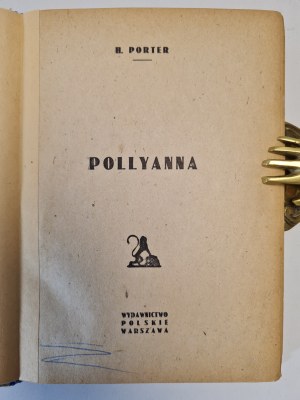 H. PORTER
POLLYANNA
WYDAWNICTWO
POLSKIE
WARSZAWA